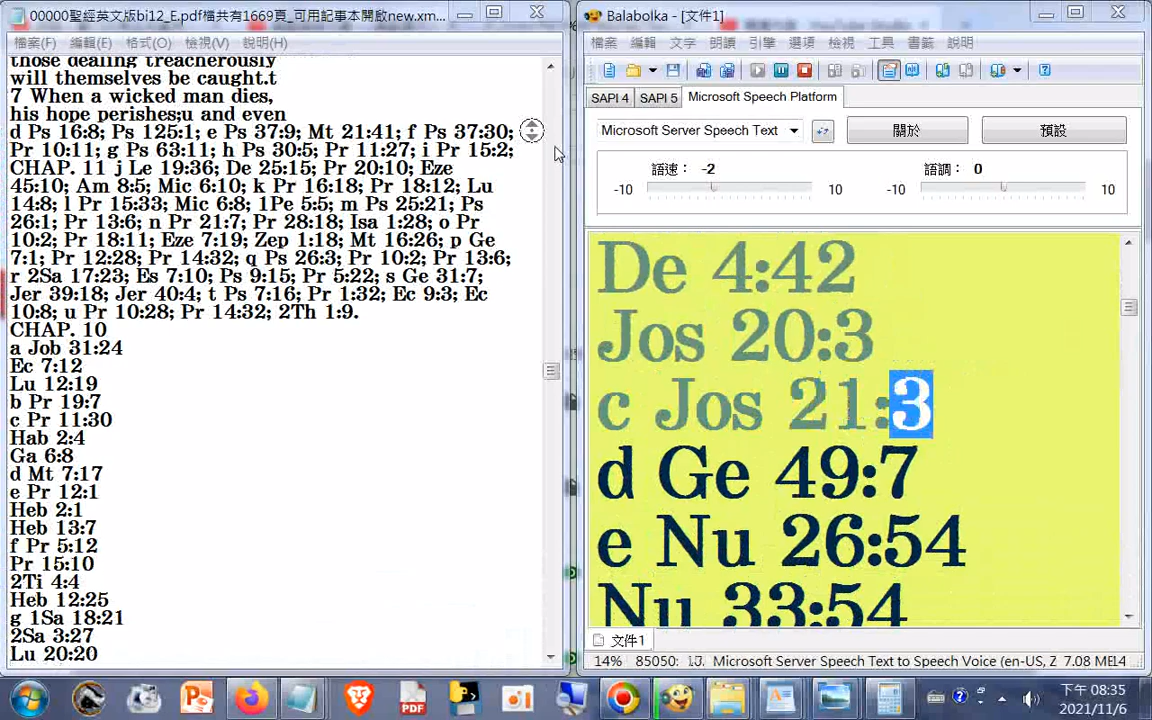 00000聖經英文版bi12_E.pdf檔共有1669頁_可用記事本開啟new.xm...
檔案(F) 編輯(E) 格式(O) 檢視(V) 說明(H)
those dealing treacherously
will themselves be caught.t
7 When a wicked man dies,
his hope perishes;u and even
d Ps 16:8; Ps 125:1; e Ps 37:9; Mt 21:41; f Ps 37:30;
Pr 10:11; g Ps 63:11; h Ps 30:5; Pr 11:27; i Pr 15:2;
CHAP. 11 j Le 19:36; De 25:15; Pr 20:10; Eze
45:10; Am 8:5; Mic 6:10; k Pr 16:18; Pr 18:12; Lu
14:8; l Pr 15:33; Mic 6:8; 1Pe 5:5; m Ps 25:21; Ps
26:1; Pr 13:6; n Pr 21:7; Pr 28:18; Isa 1:28; o Pr
10:2; Pr 18:11; Eze 7:19; Zep 1:18; Mt 16:26; p Ge
7:1; Pr 12:28; Pr 14:32; q Ps 26:3; Pr 10:2; Pr 13:6;
r 2Sa 17:23; Es 7:10; Ps 9:15; Pr 5:22; s Ge 31:7;
Jer 39:18; Jer 40:4; t Ps 7:16; Pr 1:32; Ec 9:3; Ec
10:8; u Pr 10:28; Pr 14:32; 2Th 1:9.
CHAP. 10
a Job 31:24
Ec 7:12
Lu 12:19
b Pr 19:7
c Pr 11:30
Hab 2:4
Ga 6:8
d Mt 7:17
e Pr 12:1
Heb 2:1
Heb 13:7
f Pr 5:12
Pr 15:10
2Ti 4:4
Heb 12:25
g 1Sa 18:21
2Sa 3:27
Lu 20:20
Balabolka - [文件1]
檔案 編輯 文字 朗讀 引擎 選項 檢視 工具 書籤 說明
SAPI 4 SAPI 5 Microsoft Speech Platform
Microsoft Server Speech Text 關於 預設
語速： -2 語調： 0
-10 10 -10 10
De 4:42
Jos 20:3
c Jos 21:3
d Ge 49:7
e Nu 26:54
Nu 33:54
文件1
14% 85050: Microsoft Server Speech Text to Speech Voice (en-US, Z 7.08 ME14
PDF
下午 08:35
2021/11/6